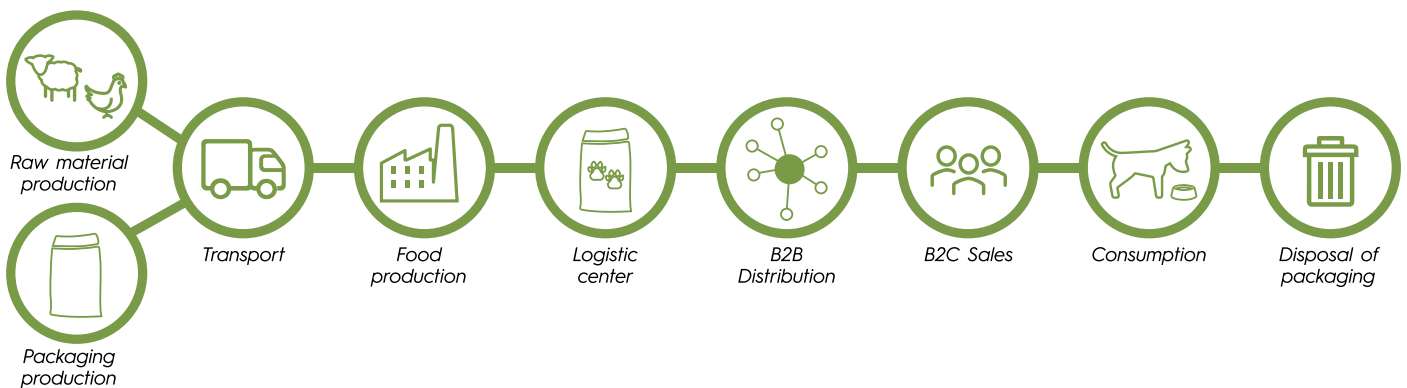 Raw material
production
Packaging
production
Transport
Food
production
Logistic
center
B2B
Distribution
B2C Sales
Consumption
Disposal of
packaging